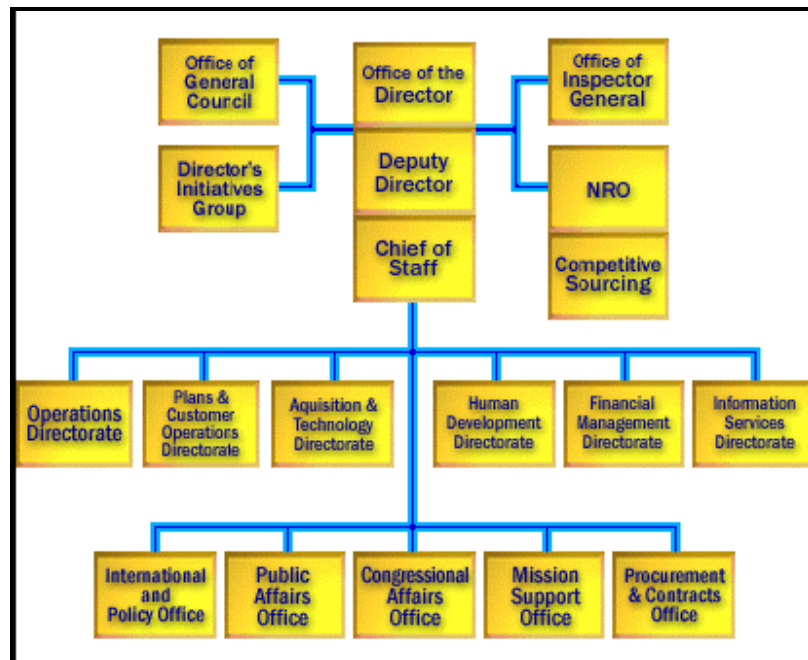 Office of
General
Council
Office of the
Director
Office of
Inspector
General
Director's
Initiatives
Group
Deputy
Director
NRO
Chief of
Staff
Competitive
Sourcing
Operations
Directorate
Plans &
Customer
Operations
Directorate
Aquisition &
Technology
Directorate
Human
Development
Directorate
Financial
Management
Directorate
Information
Services
Directorate
International
and
Policy Office
Public
Affairs
Office
Congressional
Affairs
Office
Mission
Support
Office
Procurement
& Contracts
Office